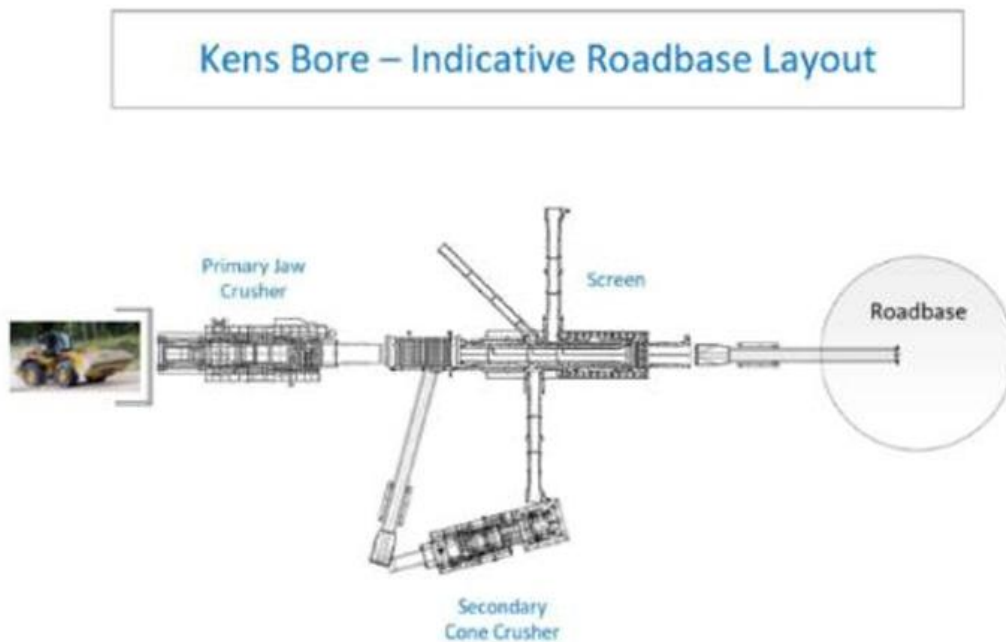 Kens Bore – Indicative Roadbase Layout
Primary Jaw
Crusher
Screen
Roadbase
Secondary
Cone Crusher